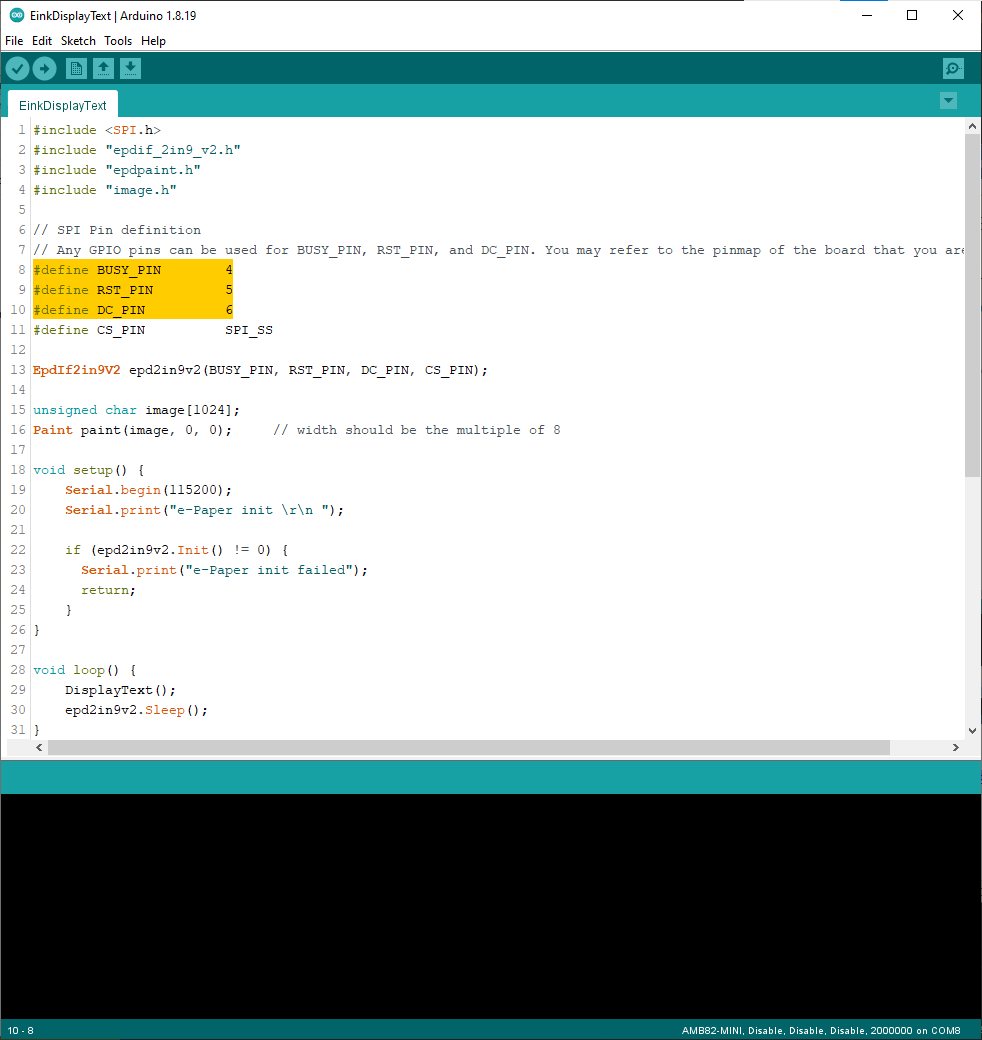 EinkDisplayText | Arduino 1.8.19
File Edit Sketch Tools Help
EinkDisplayText
1 #include <SPI.h>
2 #include "epdif_2in9_v2.h"
3 #include "epdpaint.h"
4 #include "image.h"
5
6 // SPI Pin definition
7 // Any GPIO pins can be used for BUSY_PIN, RST_PIN, and DC_PIN. You may refer to the pinmap of the board that you are
8 #define BUSY_PIN        4
9 #define RST_PIN         5
10 #define DC_PIN          6
11 #define CS_PIN          SPI_SS
12
13 EpdIf2in9V2 epd2in9v2(BUSY_PIN, RST_PIN, DC_PIN, CS_PIN);
14
15 unsigned char image[1024];
16 Paint paint(image, 0, 0);     // width should be the multiple of 8
17
18 void setup() {
19     Serial.begin(115200);
20     Serial.print("e-Paper init \r\n ");
21
22     if (epd2in9v2.Init() != 0) {
23       Serial.print("e-Paper init failed");
24       return;
25     }
26 }
27
28 void loop() {
29     DisplayText();
30     epd2in9v2.Sleep();
31 }
10 - 8
AMB82-MINI, Disable, Disable, Disable, 2000000 on COM8